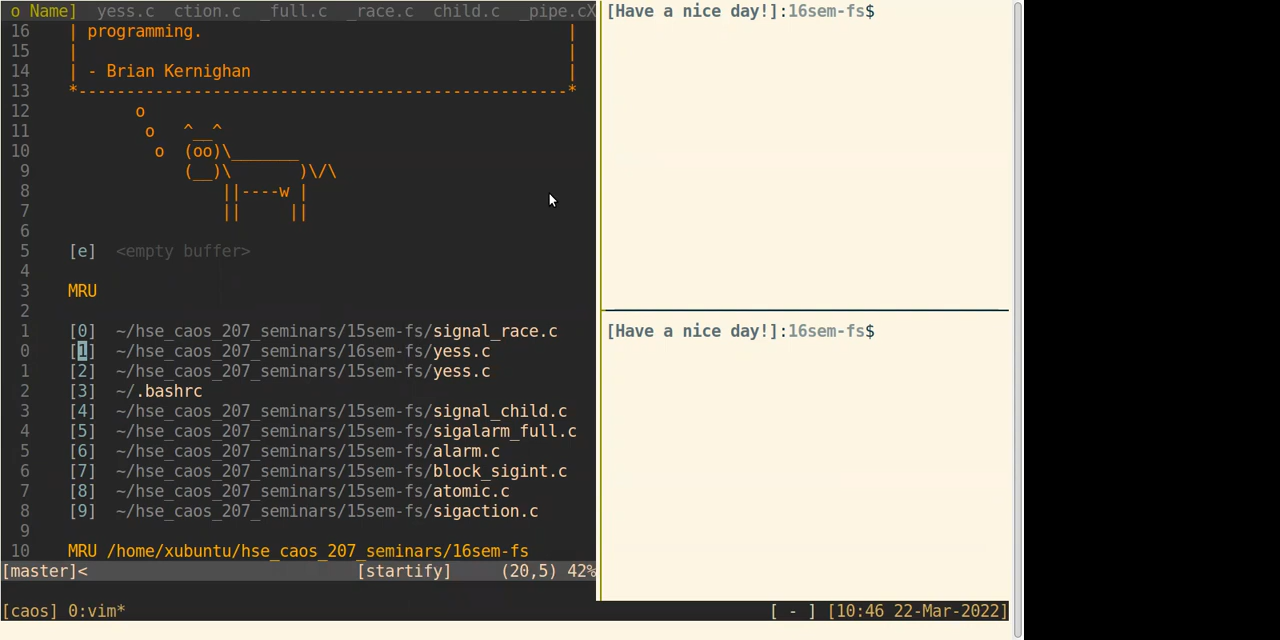 o Name]  yess.c  ction.c  _full.c  _race.c  child.c  _pipe.cX
16    | programming.                                      |
15    |                                                   |
14    | - Brian Kernighan                                 |
13    *---------------------------------------------------*
12           o
11            o   ^__^
10             o  (oo)\_______
 9                (__)\       )\/\
 8                    ||----w |
 7                    ||     ||
 6
 5    [e]  <empty buffer>
 4
 3    MRU
 2
 1    [0]  ~/hse_caos_207_seminars/15sem-fs/signal_race.c
 0    [1]  ~/hse_caos_207_seminars/16sem-fs/yess.c
 1    [2]  ~/hse_caos_207_seminars/15sem-fs/yess.c
 2    [3]  ~/.bashrc
 3    [4]  ~/hse_caos_207_seminars/15sem-fs/signal_child.c
 4    [5]  ~/hse_caos_207_seminars/15sem-fs/sigalarm_full.c
 5    [6]  ~/hse_caos_207_seminars/15sem-fs/alarm.c
 6    [7]  ~/hse_caos_207_seminars/15sem-fs/block_sigint.c
 7    [8]  ~/hse_caos_207_seminars/15sem-fs/atomic.c
 8    [9]  ~/hse_caos_207_seminars/15sem-fs/sigaction.c
 9
10    MRU /home/xubuntu/hse_caos_207_seminars/16sem-fs
[master]<                            [startify]     (20,5) 42%
[Have a nice day!]:16sem-fs$
[Have a nice day!]:16sem-fs$
[caos] 0:vim*                            [ - ] [10:46 22-Mar-2022]